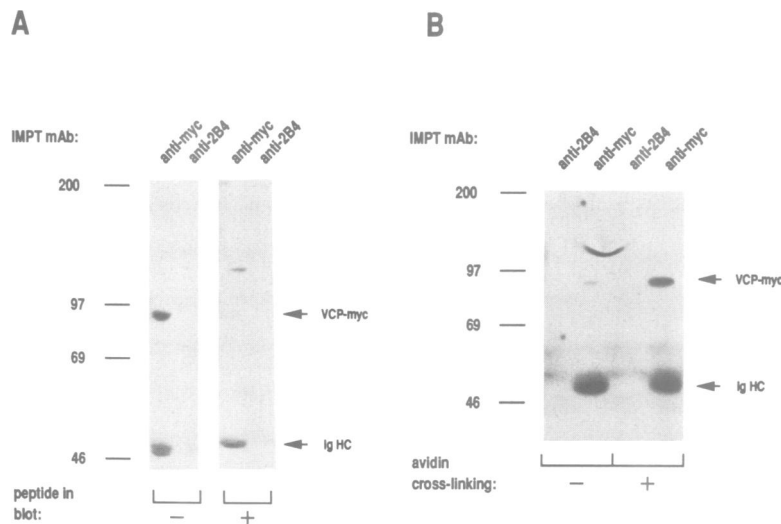 A
IMPT mAb:
anti-myc
anti-2B4
anti-myc
anti-2B4
200
97
VCP-myc
69
46
Ig HC
peptide in
blot:
−
+
B
anti-2B4
anti-myc
anti-2B4
anti-myc
IMPT mAb:
200
97
VCP-myc
69
46
Ig HC
avidin
cross-linking:
−
+